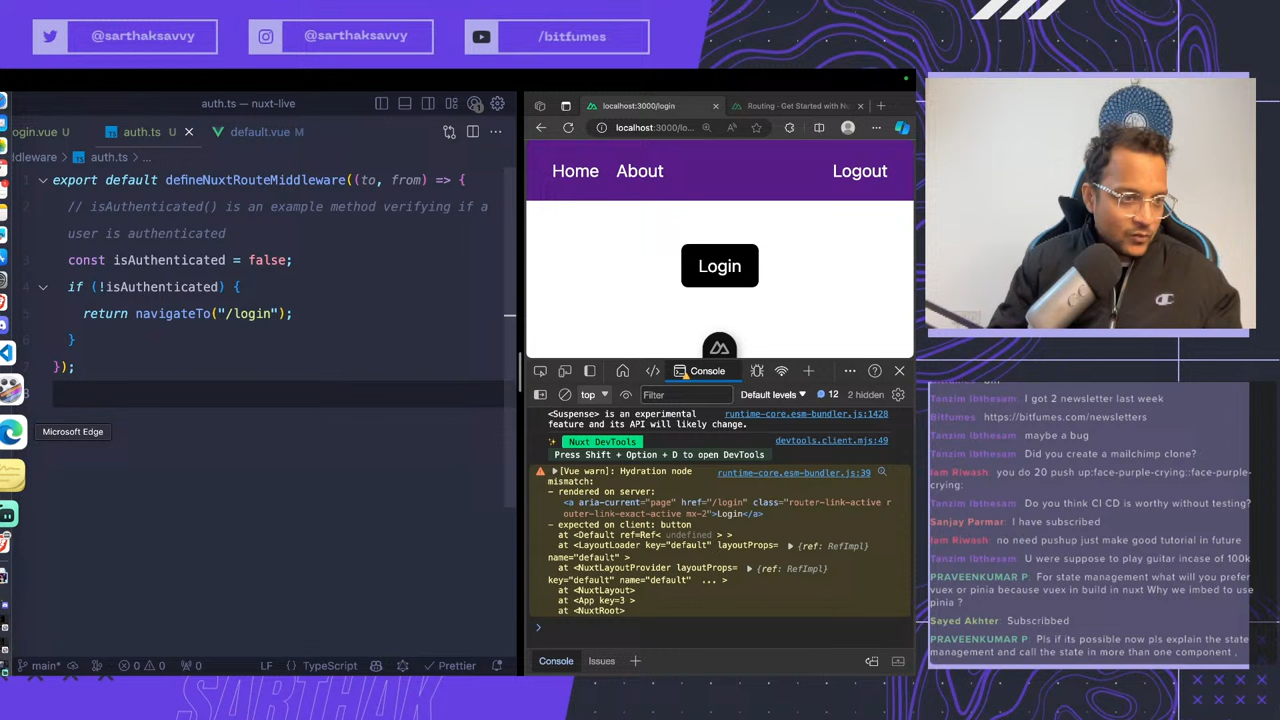 @sarthaksavvy
@sarthaksavvy
/bitfumes
auth.ts — nuxt-live
ogin.vue U
auth.ts U
default.vue M
ddleware > auth.ts > ...
1 export default defineNuxtRouteMiddleware((to, from) => {
2 // isAuthenticated() is an example method verifying if a
user is authenticated
const isAuthenticated = false;
if (!isAuthenticated) {
return navigateTo("/login");
}
});
Microsoft Edge
main*
0 0
0
LF
TypeScript
Prettier
localhost:3000/login
Routing - Get Started with Nu
localhost:3000/lo...
Home About Logout
Login
Console
top
Filter
Default levels
12
2 hidden
<Suspense> is an experimental feature and its API will likely change.
runtime-core.esm-bundler.js:1428
Nuxt DevTools
devtools.client.mjs:49
Press Shift + Option + D to open DevTools
[Vue warn]: Hydration node mismatch:
runtime-core.esm-bundler.js:39
- rendered on server:
<a aria-current="page" href="/login" class="router-link-active r
outer-link-exact-active mx-2">Login</a>
- expected on client: button
at <Default ref=Ref< undefined > >
at <LayoutLoader key="default" layoutProps= {ref: RefImpl}
name="default" >
at <NuxtLayoutProvider layoutProps= {ref: RefImpl}
key="default" name="default" ... >
at <NuxtLayout>
at <App key=3 >
at <NuxtRoot>
Console Issues
Tanzim Ibthesam I got 2 newsletter last week
Bitfumes https://bitfumes.com/newsletters
Tanzim Ibthesam maybe a bug
Tanzim Ibthesam Did you create a mailchimp clone?
Iam Riwash you do 20 push up:face-purple-crying::face-purple-
crying:
Tanzim Ibthesam Do you think CI CD is worthy without testing?
Sanjay Parmar I have subscribed
Iam Riwash no need pushup just make good tutorial in future
Tanzim Ibthesam U were suppose to play guitar incase of 100k
PRAVEENKUMAR P For state management what will you prefer
vuex or pinia because vuex in build in nuxt Why we imbed to use
pinia ?
Sayed Akhter Subscribbed
PRAVEENKUMAR P Pls if its possible now pls explain the state
management and call the state in more than one component ,
SARTHAK